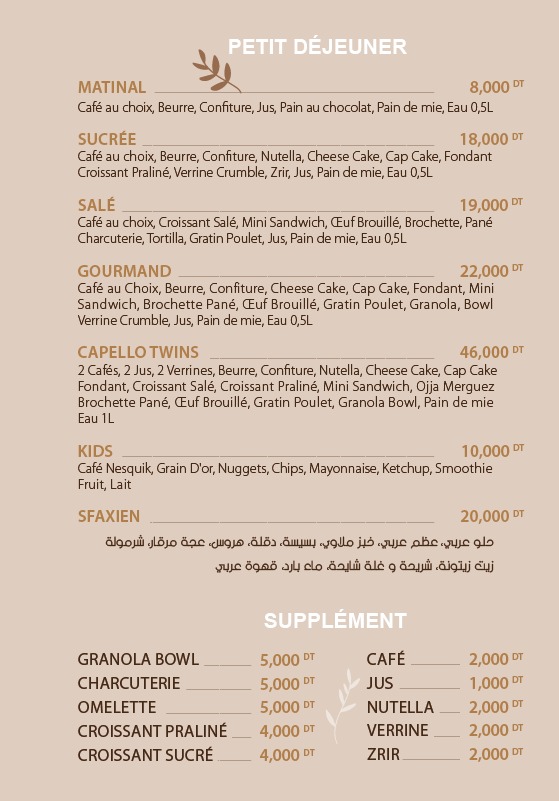 PETIT DÉJEUNER
MATINAL 8,000 DT
Café au choix, Beurre, Confiture, Jus, Pain au chocolat, Pain de mie, Eau 0,5L
SUCRÉE 18,000 DT
Café au choix, Beurre, Confiture, Nutella, Cheese Cake, Cap Cake, Fondant
Croissant Praliné, Verrine Crumble, Zrir, Jus, Pain de mie, Eau 0,5L
SALÉ 19,000 DT
Café au choix, Croissant Salé, Mini Sandwich, Œuf Brouillé, Brochette, Pané
Charcuterie, Tortilla, Gratin Poulet, Jus, Pain de mie, Eau 0,5L
GOURMAND 22,000 DT
Café au Choix, Beurre, Confiture, Cheese Cake, Cap Cake, Fondant, Mini
Sandwich, Brochette Pané, Œuf Brouillé, Gratin Poulet, Granola, Bowl
Verrine Crumble, Jus, Pain de mie, Eau 0,5L
CAPELLO TWINS 46,000 DT
2 Cafés, 2 Jus, 2 Verrines, Beurre, Confiture, Nutella, Cheese Cake, Cap Cake
Fondant, Croissant Salé, Croissant Praliné, Mini Sandwich, Ojja Merguez
Brochette Pané, Œuf Brouillé, Gratin Poulet, Granola Bowl, Pain de mie
Eau 1L
KIDS 10,000 DT
Café Nesquik, Grain D'or, Nuggets, Chips, Mayonnaise, Ketchup, Smoothie
Fruit, Lait
SFAXIEN 20,000 DT
حلو عربي، عظم عربي، خبز ملاوي، بسيسة، دقلة، هروس، عجة مرقاز، شرمولة
زيت زيتونة، شريحة و غلة شايحة، ماء بارد، قهوة عربي
SUPPLÉMENT
GRANOLA BOWL 5,000 DT
CHARCUTERIE 5,000 DT
OMELETTE 5,000 DT
CROISSANT PRALINÉ 4,000 DT
CROISSANT SUCRÉ 4,000 DT
CAFÉ 2,000 DT
JUS 1,000 DT
NUTELLA 2,000 DT
VERRINE 2,000 DT
ZRIR 2,000 DT